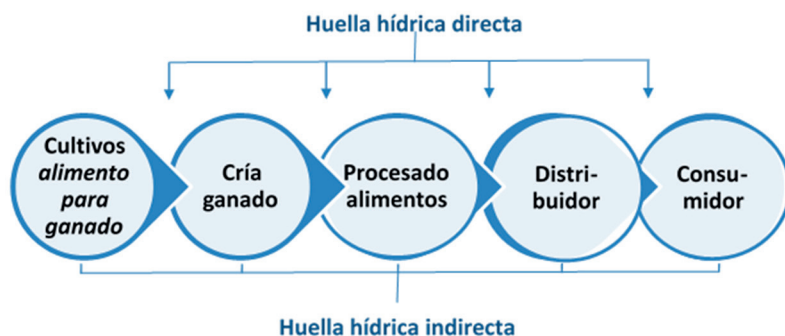 Huella hídrica directa
Cultivos
alimento
para
ganado
Cría
ganado
Procesado
alimentos
Distri-
buidor
Consu-
midor
Huella hídrica indirecta